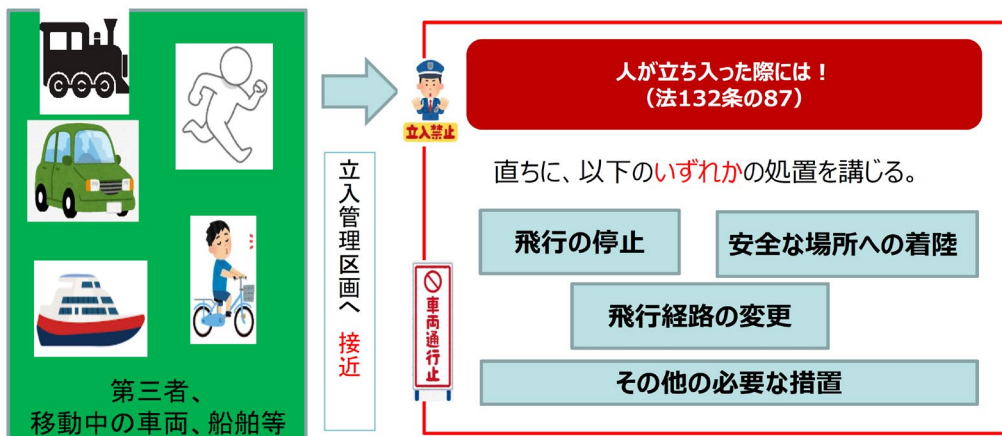 第三者、
移動中の車両、船舶等
立入管理区画へ 接近
立入禁止
車両通行止
人が立ち入った際には！
（法132条の87）
直ちに、以下のいずれかの処置を講じる。
飛行の停止
安全な場所への着陸
飛行経路の変更
その他の必要な措置